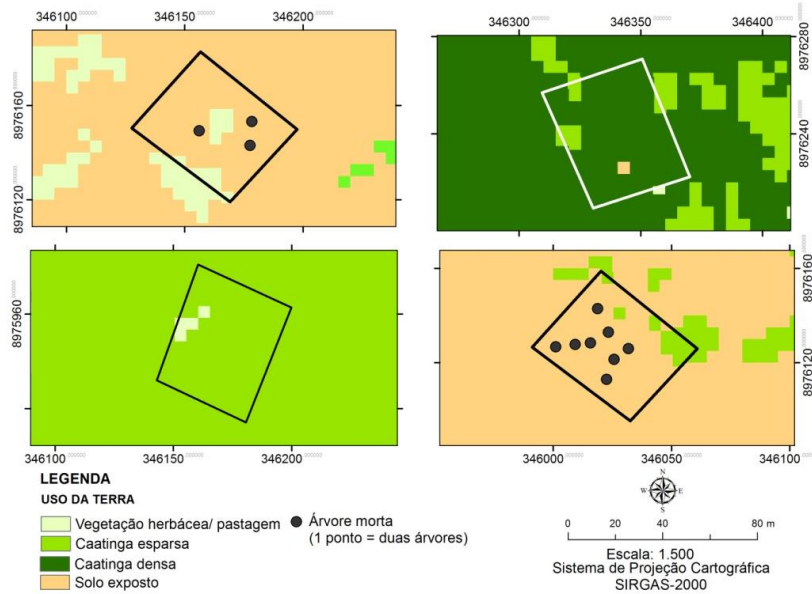 346100 346150 346200
346300 346350 346400
8976160
8976120
8976280
8976240
8975960
8976160
8976120
346100 346150 346200
346000 346050 346100
LEGENDA
USO DA TERRA
Vegetação herbácea/ pastagem
Caatinga esparsa
Caatinga densa
Solo exposto
Árvore morta
(1 ponto = duas árvores)
N
W E
S
0 20 40 60 80 m
Escala: 1.500
Sistema de Projeção Cartográfica
SIRGAS-2000